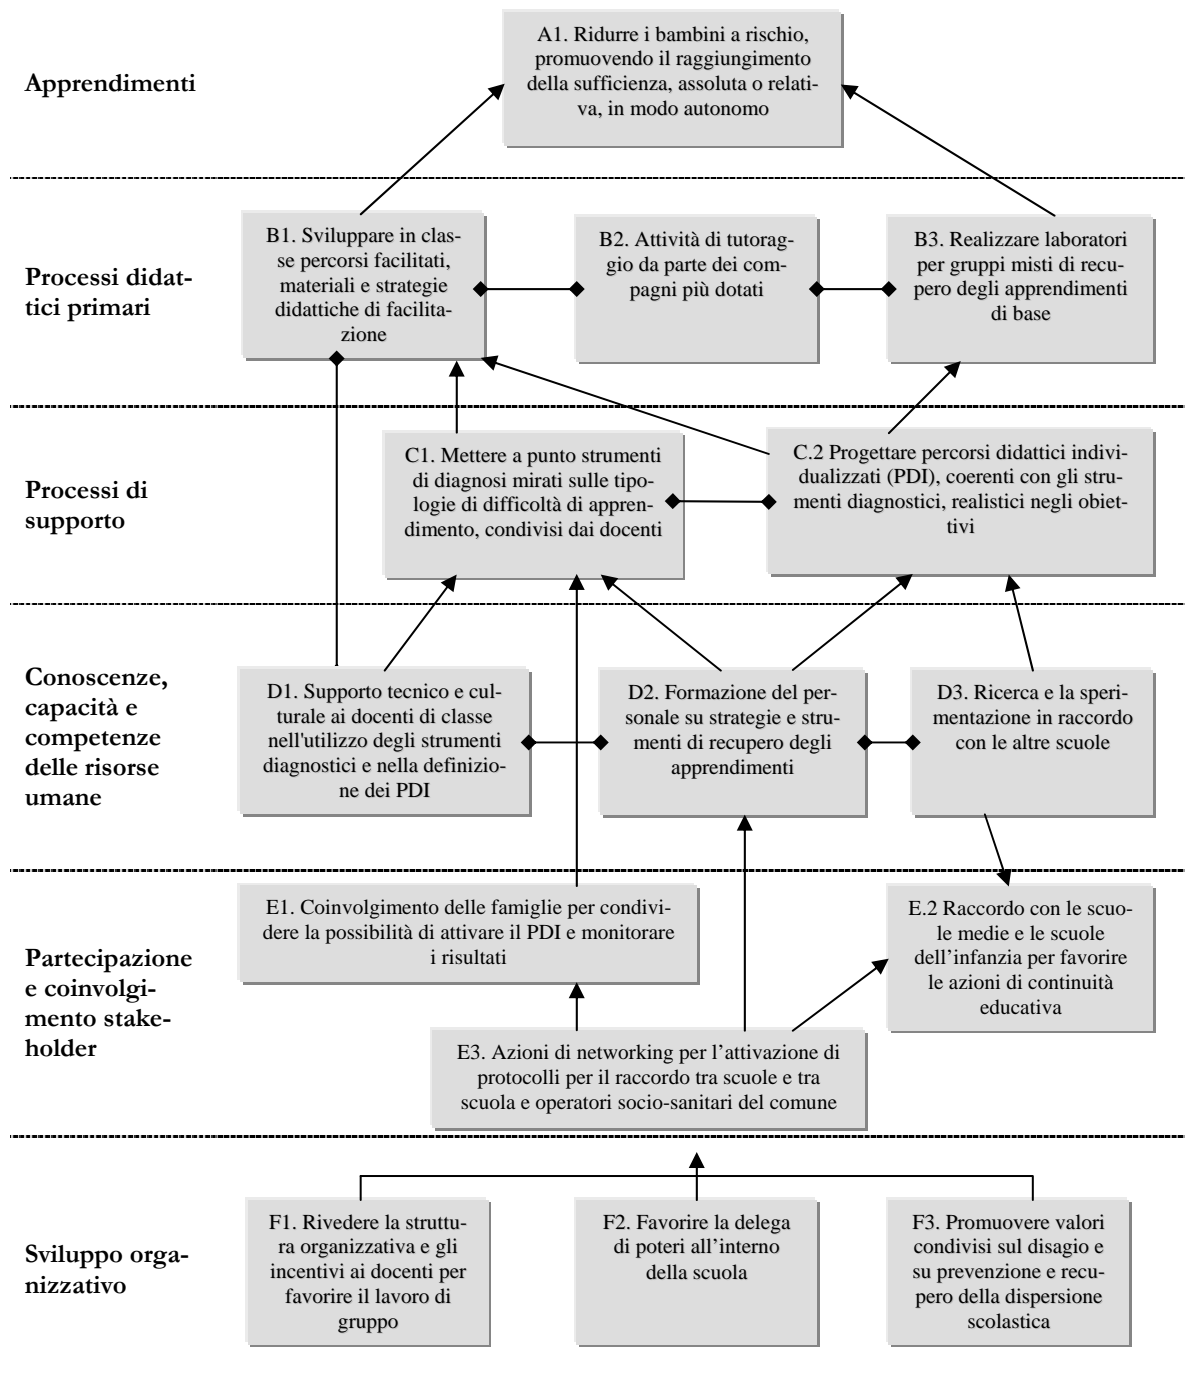 Apprendimenti
A1. Ridurre i bambini a rischio,
promuovendo il raggiungimento
della sufficienza, assoluta o relati-
va, in modo autonomo
Processi didat-
tici primari
B1. Sviluppare in clas-
se percorsi facilitati,
materiali e strategie
didattiche di facilita-
zione
B2. Attività di tutorag-
gio da parte dei com-
pagni più dotati
B3. Realizzare laboratori
per gruppi misti di recu-
pero degli apprendimenti
di base
Processi di
supporto
C1. Mettere a punto strumenti
di diagnosi mirati sulle tipo-
logie di difficoltà di appren-
dimento, condivisi dai docenti
C.2 Progettare percorsi didattici indivi-
dualizzati (PDI), coerenti con gli stru-
menti diagnostici, realistici negli obiet-
tivi
Conoscenze,
capacità e
competenze
delle risorse
umane
D1. Supporto tecnico e cul-
turale ai docenti di classe
nell'utilizzo degli strumenti
diagnostici e nella definizio-
ne dei PDI
D2. Formazione del per-
sonale su strategie e stru-
menti di recupero degli
apprendimenti
D3. Ricerca e la speri-
mentazione in raccordo
con le altre scuole
Partecipazione
e coinvolgi-
mento stake-
holder
E1. Coinvolgimento delle famiglie per condivi-
dere la possibilità di attivare il PDI e monitorare
i risultati
E.2 Raccordo con le scuo-
le medie e le scuole
dell’infanzia per favorire
le azioni di continuità
educativa
E3. Azioni di networking per l’attivazione di
protocolli per il raccordo tra scuole e tra
scuola e operatori socio-sanitari del comune
Sviluppo orga-
nizzativo
F1. Rivedere la struttu-
ra organizzativa e gli
incentivi ai docenti per
favorire il lavoro di
gruppo
F2. Favorire la delega
di poteri all’interno
della scuola
F3. Promuovere valori
condivisi sul disagio e
su prevenzione e recu-
pero della dispersione
scolastica